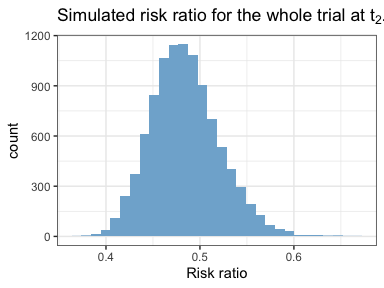 Simulated risk ratio for the whole trial at t₂.
1200
900
600
300
0
count
0.4 0.5 0.6
Risk ratio